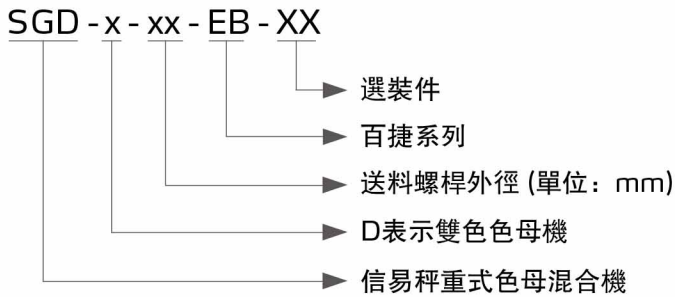 SGD - x - xx - EB - XX
選裝件
百捷系列
送料螺桿外徑 (單位：mm)
D表示雙色色母機
信易秤重式色母混合機